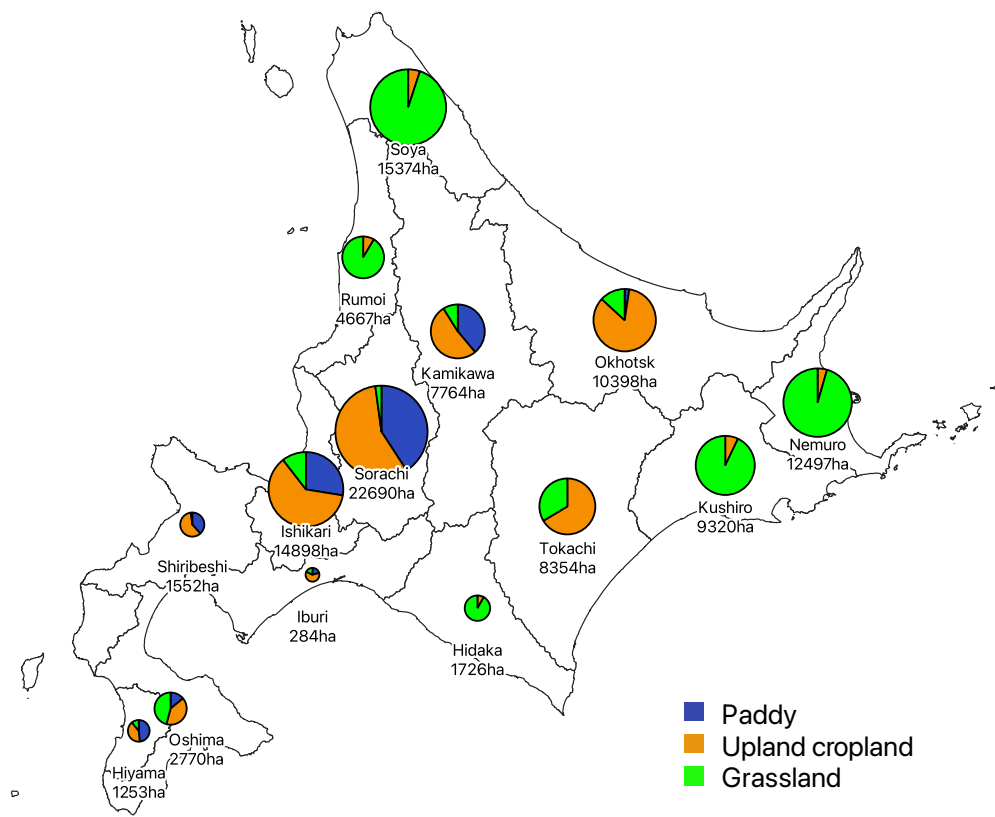 Soya
15374ha
Rumoi
4667ha
Kamikawa
7764ha
Okhotsk
10398ha
Nemuro
12497ha
Sorachi
22690ha
Kushiro
9320ha
Ishikari
14898ha
Tokachi
8354ha
Shiribeshi
1552ha
Iburi
284ha
Hidaka
1726ha
Oshima
2770ha
Hiyama
1253ha
Paddy
Upland cropland
Grassland